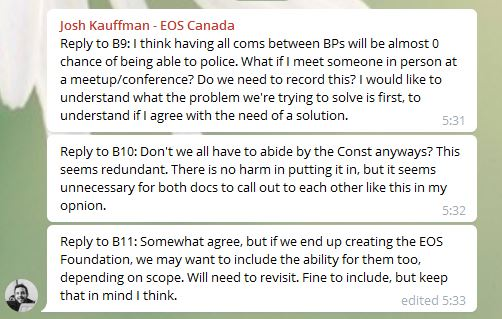 Josh Kauffman - EOS Canada
Reply to B9: I think having all coms between BPs will be almost 0
chance of being able to police. What if I meet someone in person at
a meetup/conference? Do we need to record this? I would like to
understand what the problem we're trying to solve is first, to
understand if I agree with the need of a solution.
5:31
Reply to B10: Don't we all have to abide by the Const anyways? This
seems redundant. There is no harm in putting it in, but it seems
unnecessary for both docs to call out to each other like this in my
opnion.
5:32
Reply to B11: Somewhat agree, but if we end up creating the EOS
Foundation, we may want to include the ability for them too,
depending on scope. Will need to revisit. Fine to include, but keep
that in mind I think.
edited 5:33